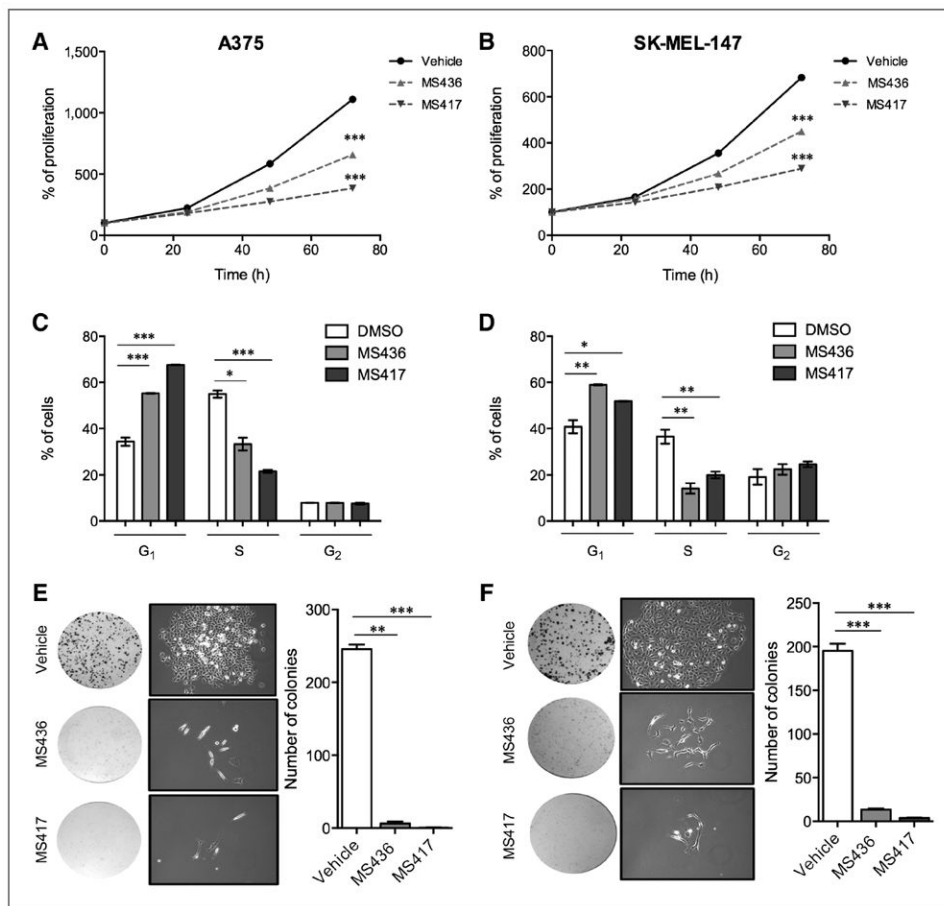 A
A375
% of proliferation
1,000
500
100
0
20
40
60
80
Time (h)
Vehicle
MS436
MS417
***
***
B
SK-MEL-147
% of proliferation
800
600
400
200
0
0
20
40
60
80
Time (h)
Vehicle
MS436
MS417
***
***
C
% of cells
80
60
40
20
0
G1
S
G2
DMSO
MS436
MS417
***
***
***
*
D
% of cells
80
60
40
20
0
G1
S
G2
DMSO
MS436
MS417
*
**
**
**
E
Vehicle
MS436
MS417
Number of colonies
300
200
100
0
***
**
Vehicle
MS436
MS417
F
Vehicle
MS436
MS417
Number of colonies
250
200
150
100
50
0
***
***
Vehicle
MS436
MS417